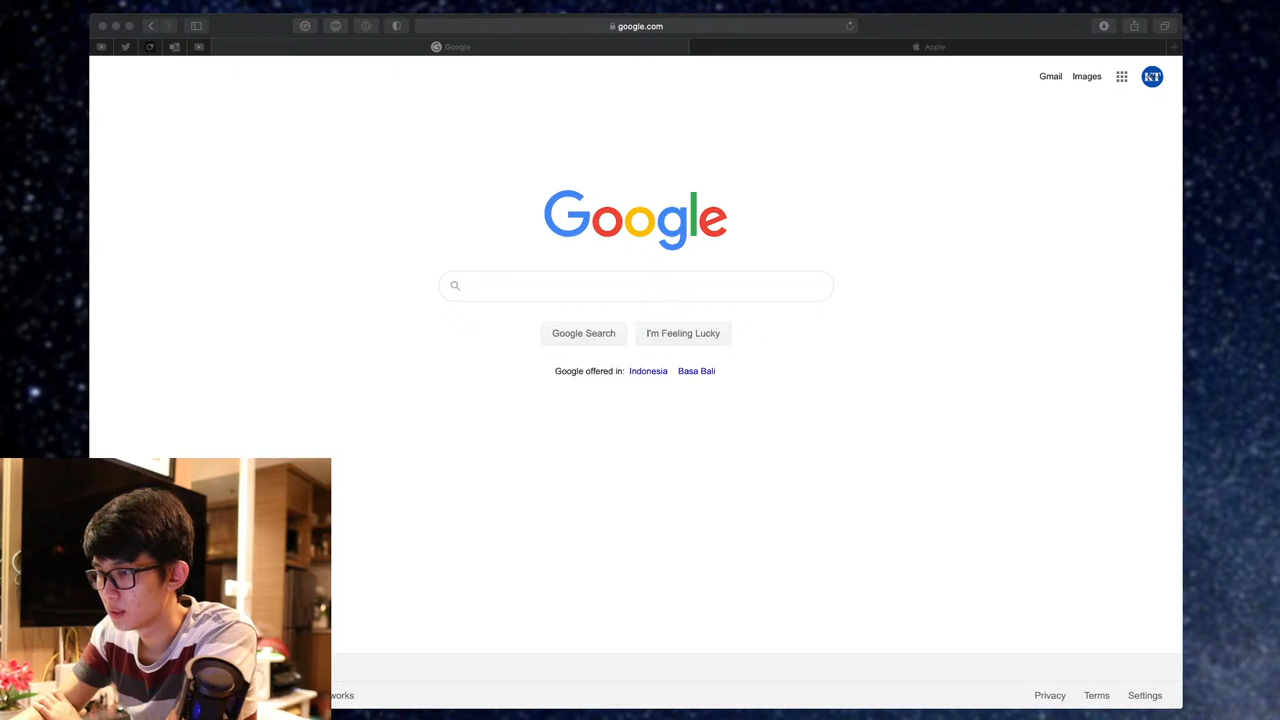 google.com
Google
Apple
Gmail Images
KT
Google
Google Search I'm Feeling Lucky
Google offered in: Indonesia Basa Bali
works
Privacy Terms Settings